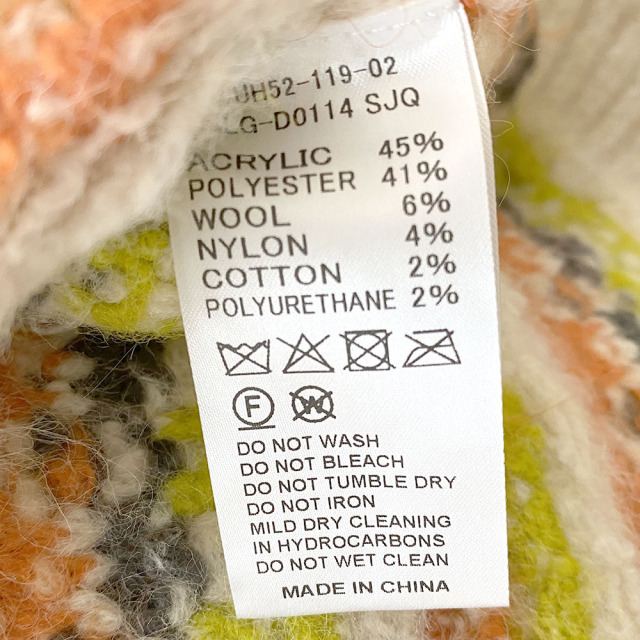 UH52-119-02
LG-D0114 SJQ
ACRYLIC 45%
POLYESTER 41%
WOOL 6%
NYLON 4%
COTTON 2%
POLYURETHANE 2%
F W
DO NOT WASH
DO NOT BLEACH
DO NOT TUMBLE DRY
DO NOT IRON
MILD DRY CLEANING
IN HYDROCARBONS
DO NOT WET CLEAN
MADE IN CHINA